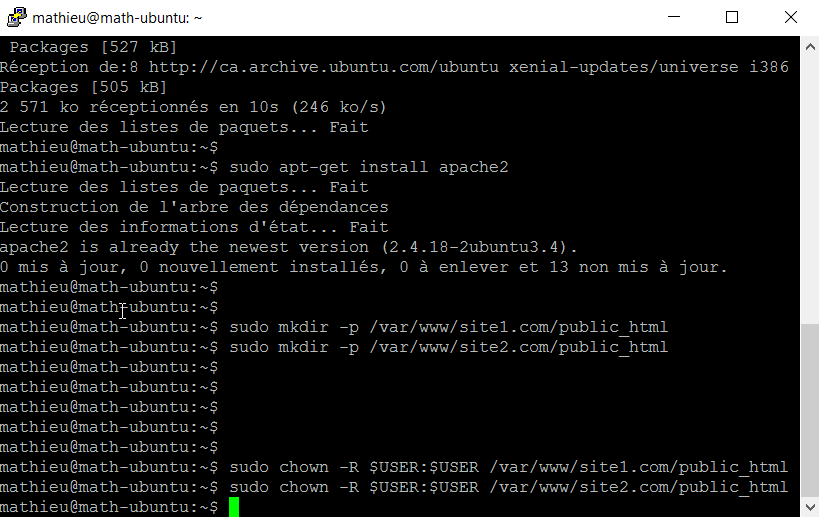 mathieu@math-ubuntu: ~
Packages [527 kB]
Réception de:8 http://ca.archive.ubuntu.com/ubuntu xenial-updates/universe i386
Packages [505 kB]
2 571 ko réceptionnés en 10s (246 ko/s)
Lecture des listes de paquets... Fait
mathieu@math-ubuntu:~$
mathieu@math-ubuntu:~$ sudo apt-get install apache2
Lecture des listes de paquets... Fait
Construction de l'arbre des dépendances
Lecture des informations d'état... Fait
apache2 is already the newest version (2.4.18-2ubuntu3.4).
0 mis à jour, 0 nouvellement installés, 0 à enlever et 13 non mis à jour.
mathieu@math-ubuntu:~$
mathieu@math-ubuntu:~$
mathieu@math-ubuntu:~$ sudo mkdir -p /var/www/site1.com/public_html
mathieu@math-ubuntu:~$ sudo mkdir -p /var/www/site2.com/public_html
mathieu@math-ubuntu:~$
mathieu@math-ubuntu:~$
mathieu@math-ubuntu:~$
mathieu@math-ubuntu:~$
mathieu@math-ubuntu:~$
mathieu@math-ubuntu:~$ sudo chown -R $USER:$USER /var/www/site1.com/public_html
mathieu@math-ubuntu:~$ sudo chown -R $USER:$USER /var/www/site2.com/public_html
mathieu@math-ubuntu:~$